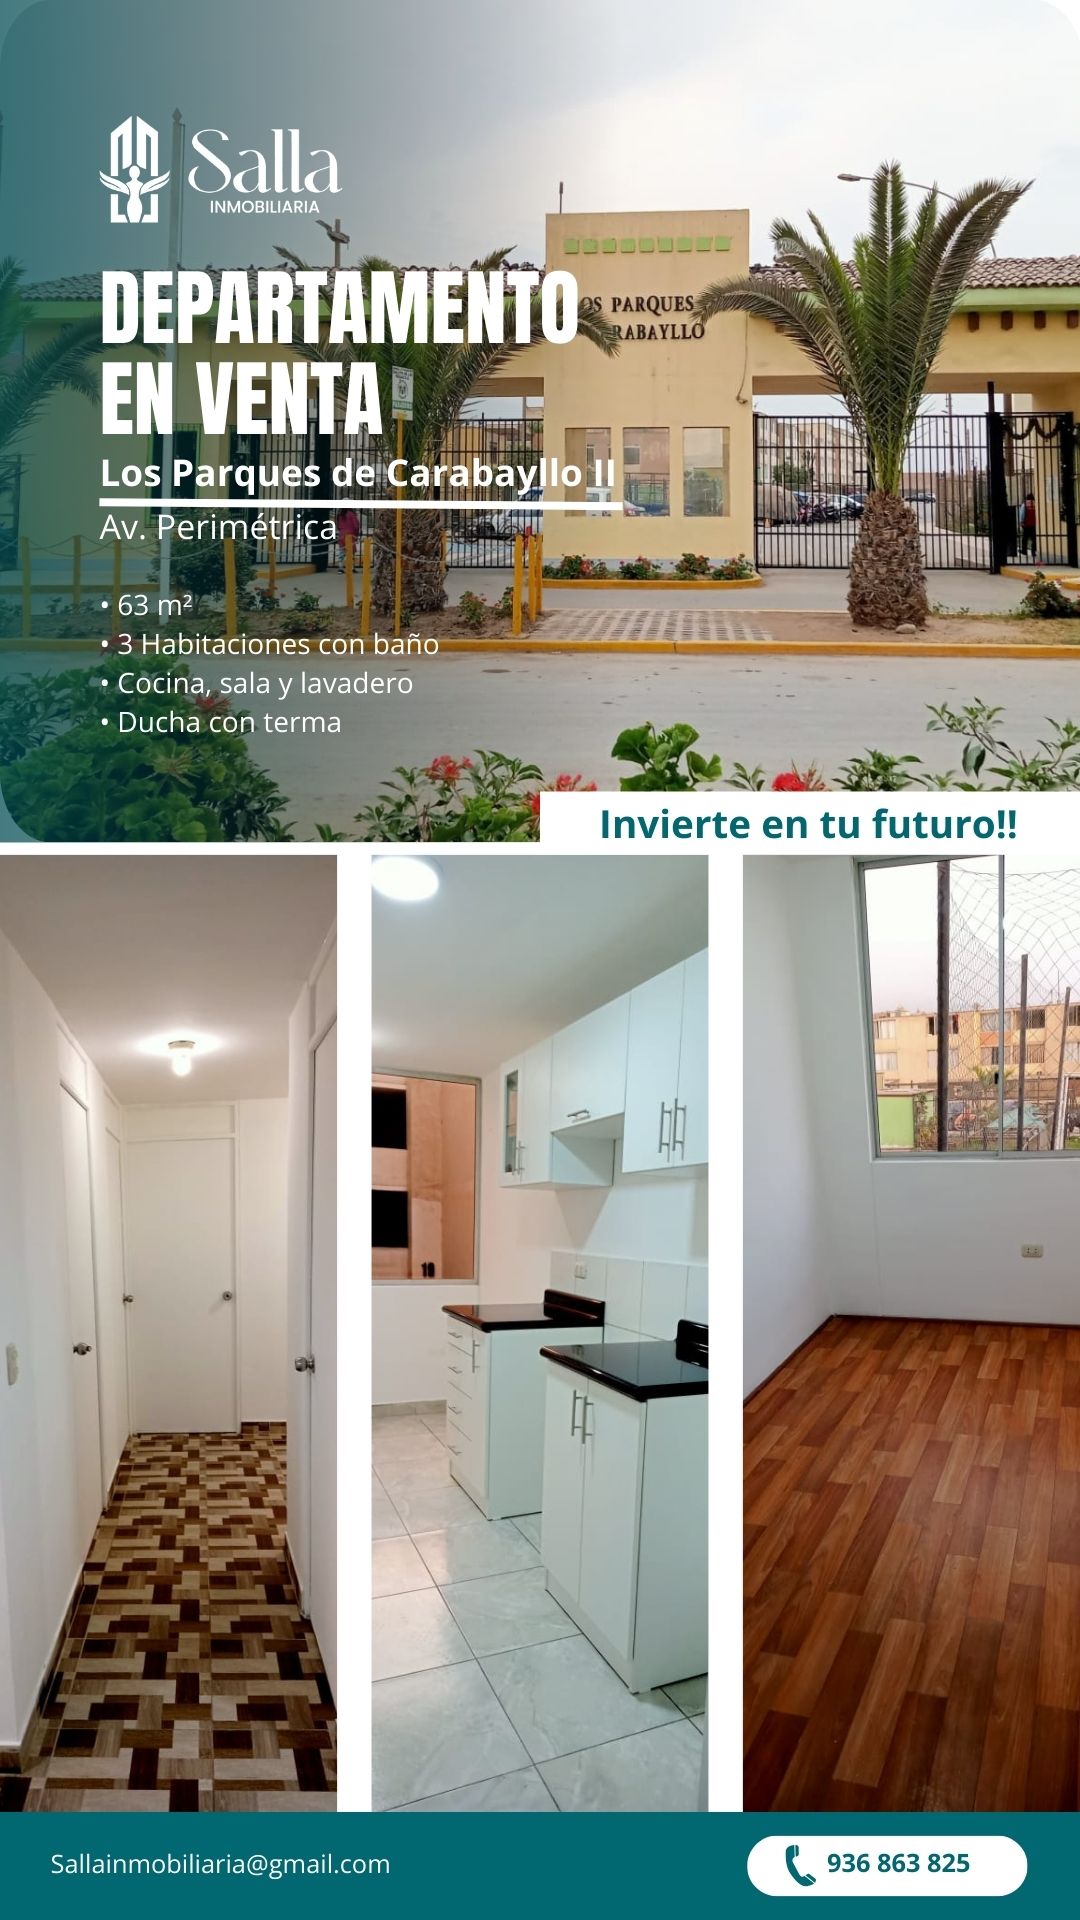 Salla
INMOBILIARIA
DEPARTAMENTO
EN VENTA
OS PARQUES
RABAYLLO
Los Parques de Carabayllo II
Av. Perimétrica
• 63 m²
• 3 Habitaciones con baño
• Cocina, sala y lavadero
• Ducha con terma
Invierte en tu futuro!!
Sallainmobiliaria@gmail.com
936 863 825